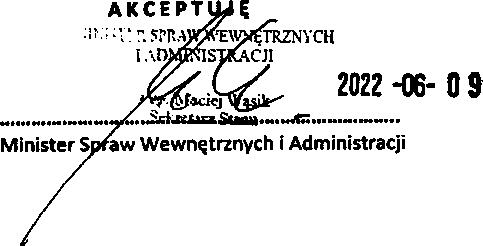 AKCEPTUJĘ
SPRAW WEWNĘTRZNYCH
I ADMINISTRACJI
Maciej Wąsik
Sekretarz Stanu
2022 -06- 09
Minister Spraw Wewnętrznych i Administracji